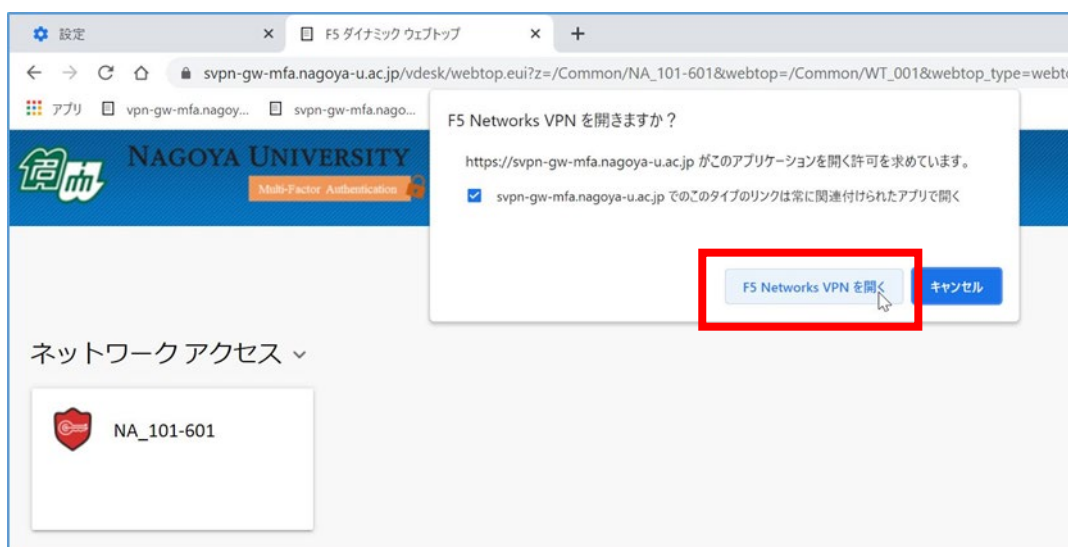 設定
F5 ダイナミック ウェブトップ
svpn-gw-mfa.nagoya-u.ac.jp/vdesk/webtop.eui?z=/Common/NA_101-601&webtop=/Common/WT_001&webtop_type=webto
アプリ vpn-gw-mfa.nagoy... svpn-gw-mfa.nago...
F5 Networks VPN を開きますか？
NAGOYA UNIVERSITY
Multi-Factor Authentication
https://svpn-gw-mfa.nagoya-u.ac.jp がこのアプリケーションを開く許可を求めています。
svpn-gw-mfa.nagoya-u.ac.jp でのこのタイプのリンクは常に関連付けられたアプリで開く
F5 Networks VPN を開く
キャンセル
ネットワーク アクセス
NA_101-601